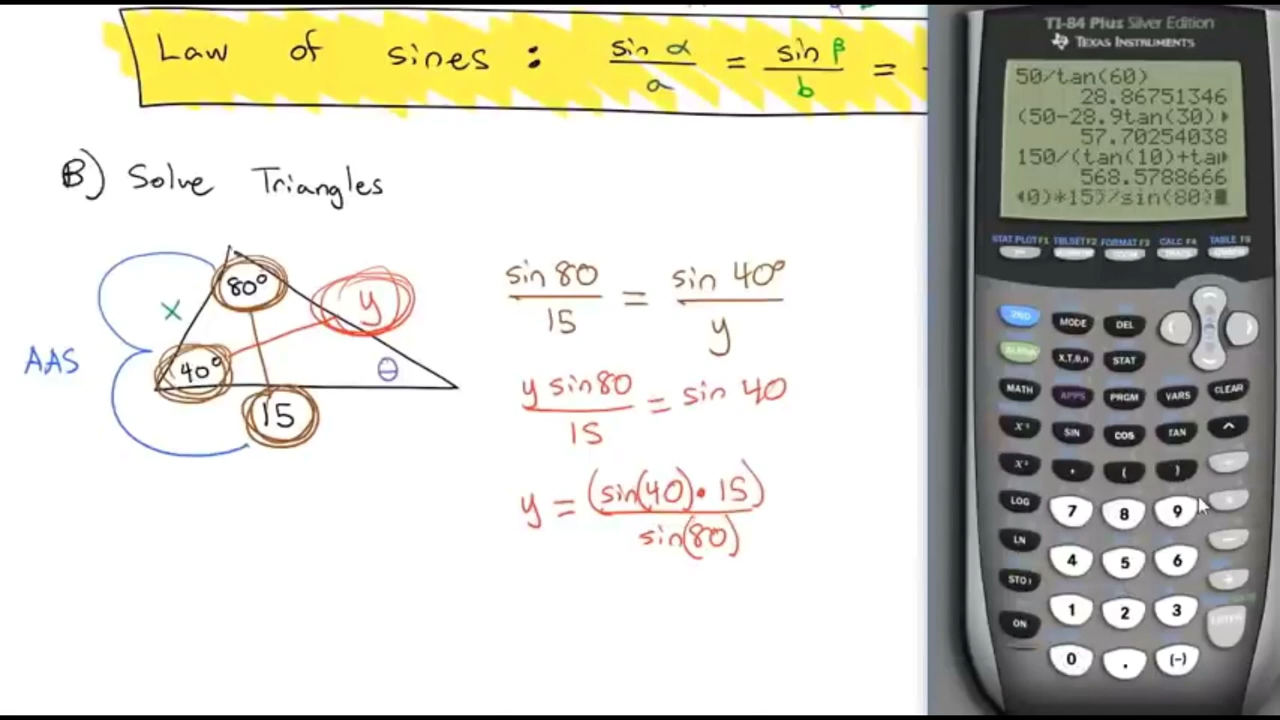 Law of sines : sin α / a = sin β / b =
B) Solve Triangles
80°
x
y
AAS
40°
θ
15
sin 80 / 15 = sin 40° / y
y sin 80 / 15 = sin 40
y = (sin(40) • 15) / sin(80)
TI-84 Plus Silver Edition
TEXAS INSTRUMENTS
50/tan(60)
28.86751346
(50-28.9tan(30)
57.70254038
150/(tan(10)+tan
568.5788666
0)*15)/sin(80)
STAT PLOT F1 TBLSET F2 FORMAT F3 CALC F4 TABLE F5
2ND MODE DEL
ALPHA X,T,θ,n STAT
MATH APPS PRGM VARS CLEAR
SIN COS TAN ^
X² , ( )
LOG 7 8 9
LN 4 5 6
STO 1 2 3
ON 0 . (-) ENTER